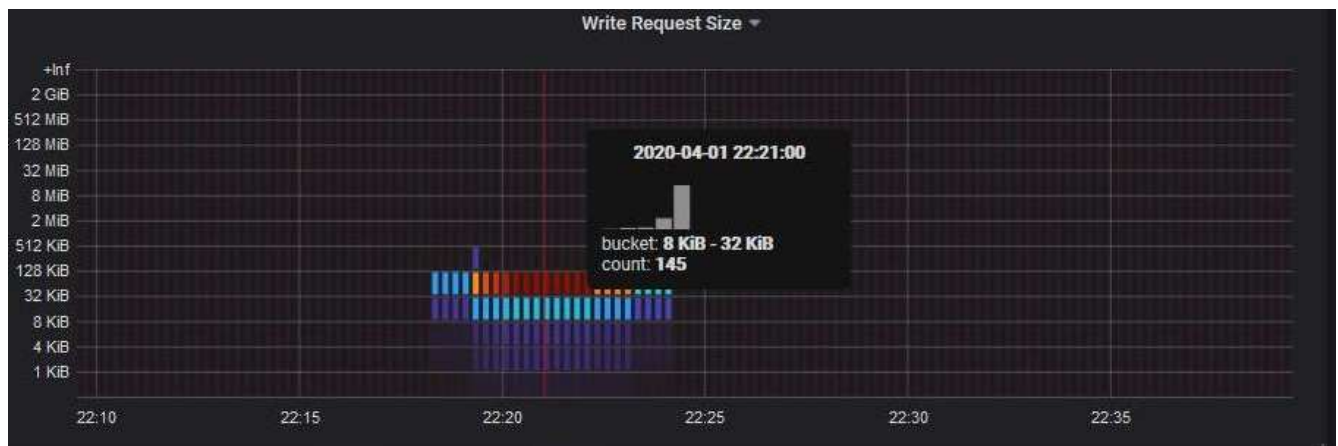 Write Request Size
+Inf
2 GiB
512 MiB
128 MiB
32 MiB
8 MiB
2 MiB
512 KiB
128 KiB
32 KiB
8 KiB
4 KiB
1 KiB
2020-04-01 22:21:00
bucket: 8 KiB - 32 KiB
count: 145
22:10 22:15 22:20 22:25 22:30 22:35